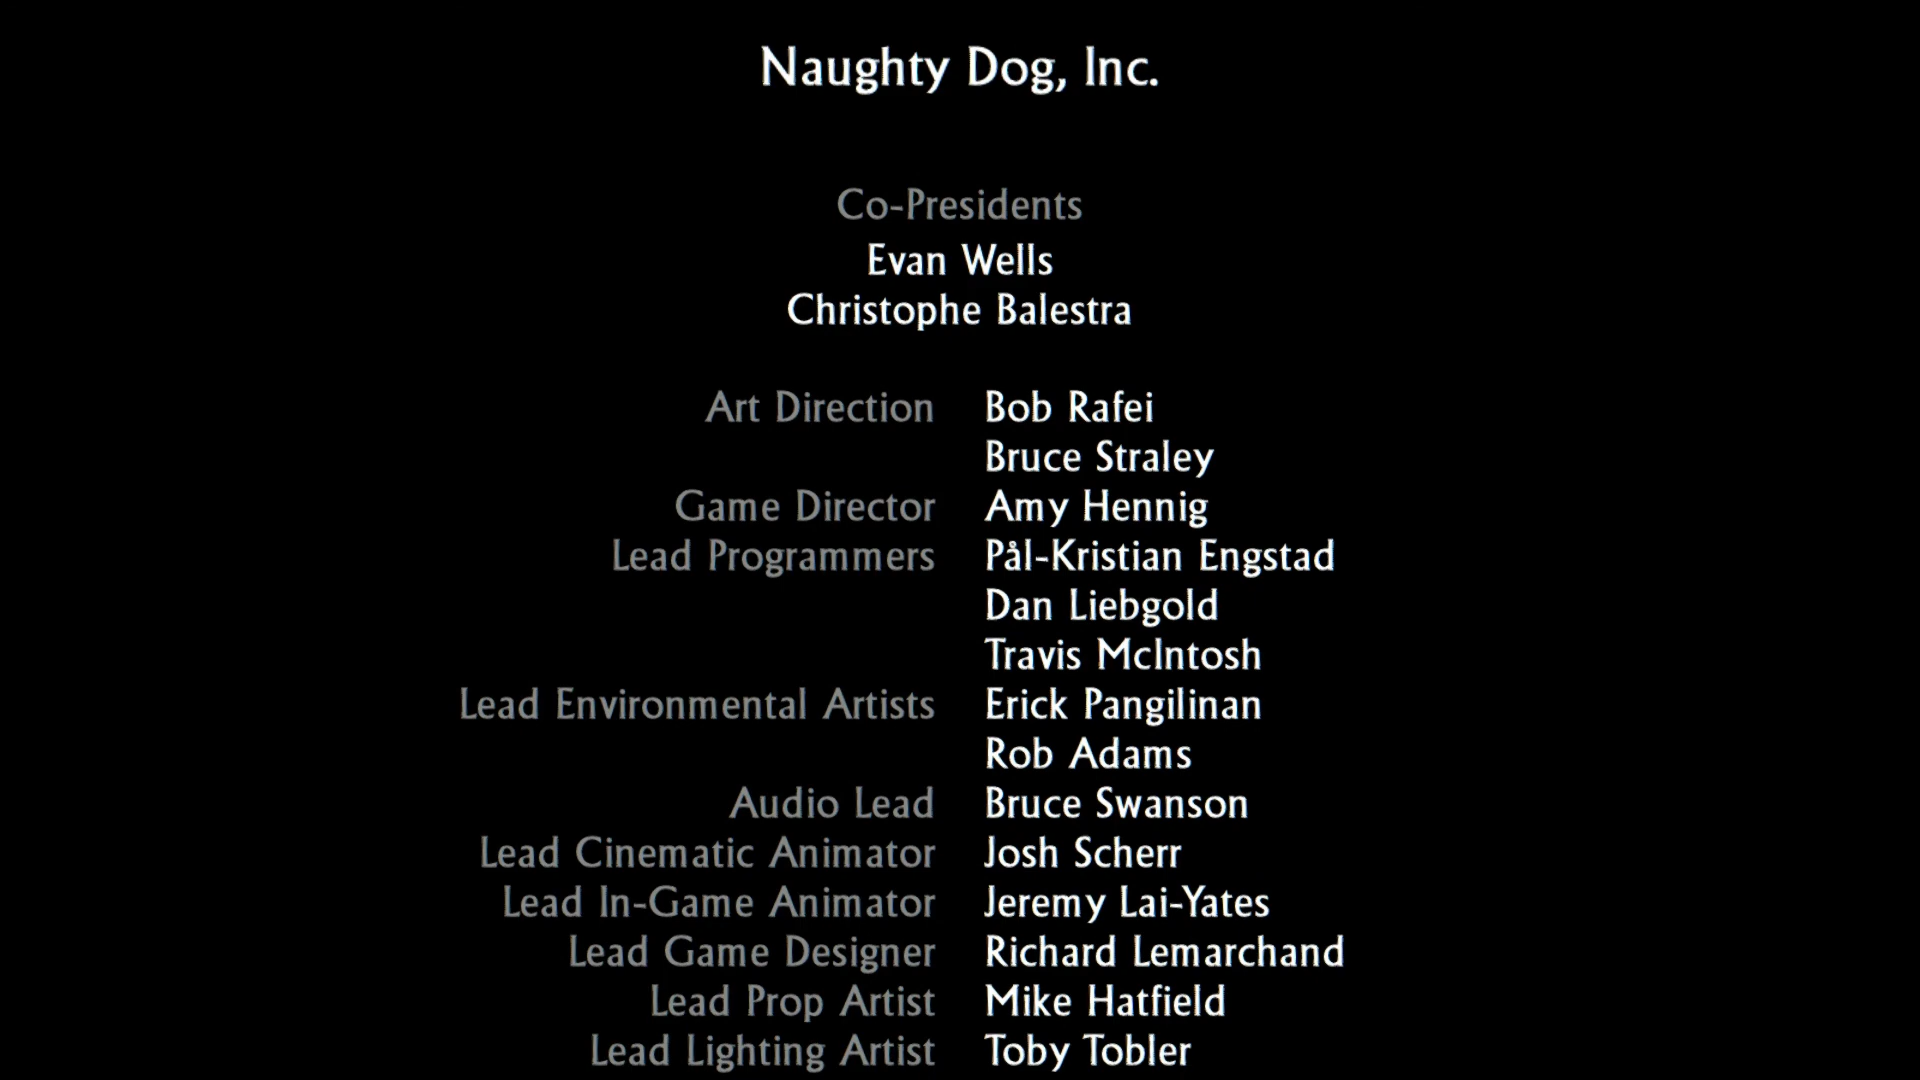 Naughty Dog, Inc.
Co-Presidents
Evan Wells
Christophe Balestra
Art Direction Bob Rafei
Bruce Straley
Game Director Amy Hennig
Lead Programmers Pål-Kristian Engstad
Dan Liebgold
Travis McIntosh
Lead Environmental Artists Erick Pangilinan
Rob Adams
Audio Lead Bruce Swanson
Lead Cinematic Animator Josh Scherr
Lead In-Game Animator Jeremy Lai-Yates
Lead Game Designer Richard Lemarchand
Lead Prop Artist Mike Hatfield
Lead Lighting Artist Toby Tobler